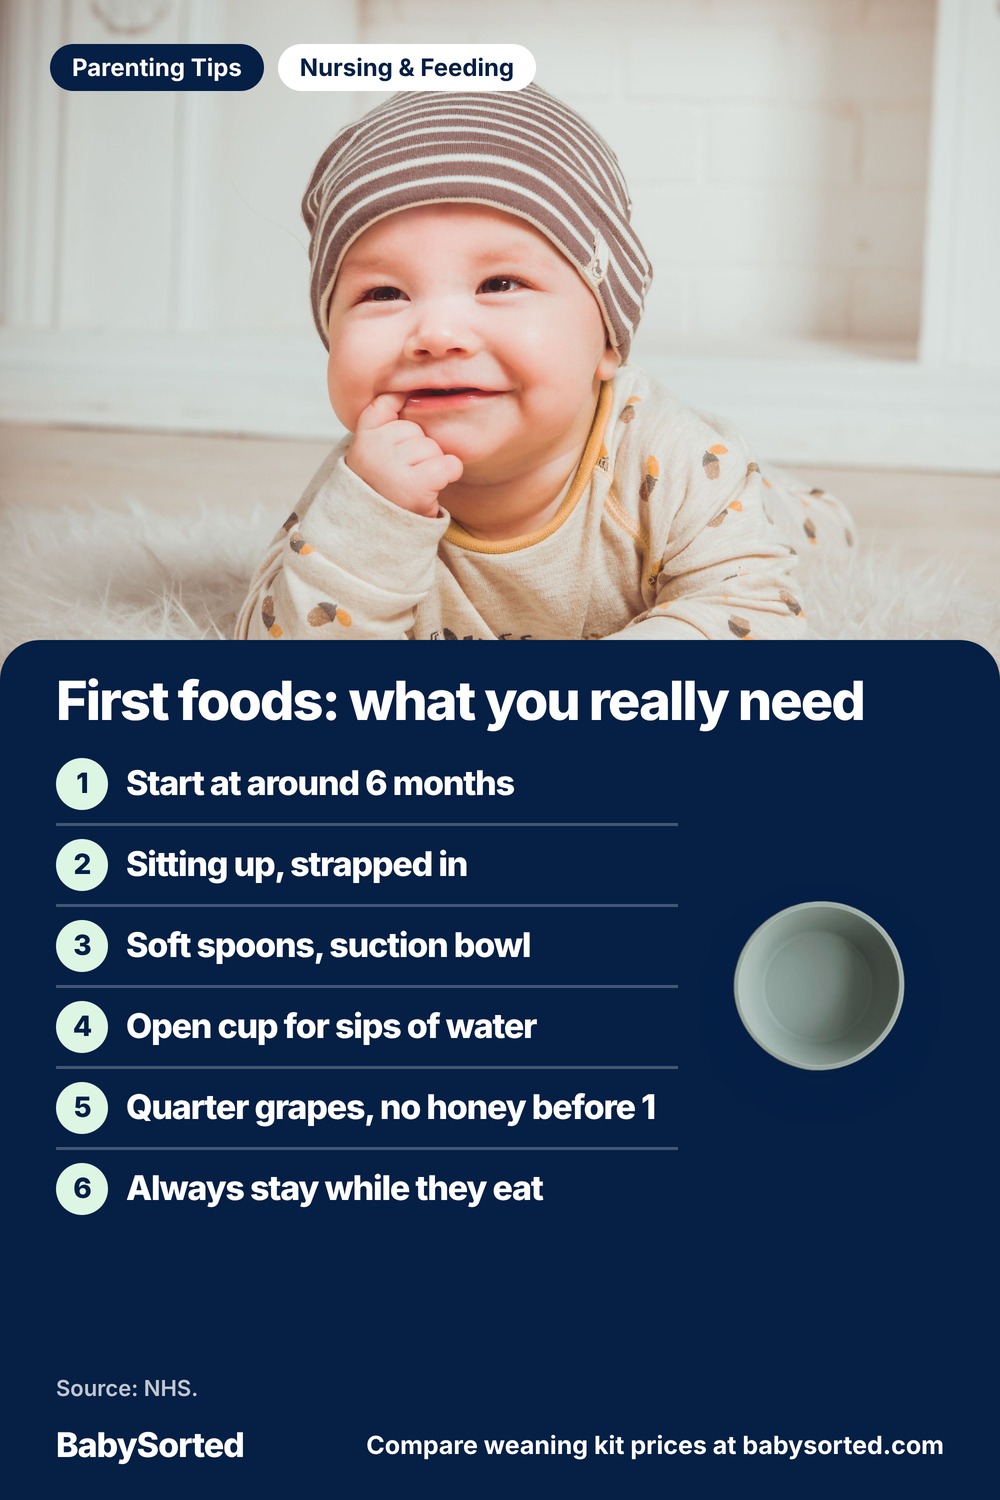 Parenting Tips
Nursing & Feeding
First foods: what you really need
1 Start at around 6 months
2 Sitting up, strapped in
3 Soft spoons, suction bowl
4 Open cup for sips of water
5 Quarter grapes, no honey before 1
6 Always stay while they eat
Source: NHS.
BabySorted
Compare weaning kit prices at babysorted.com